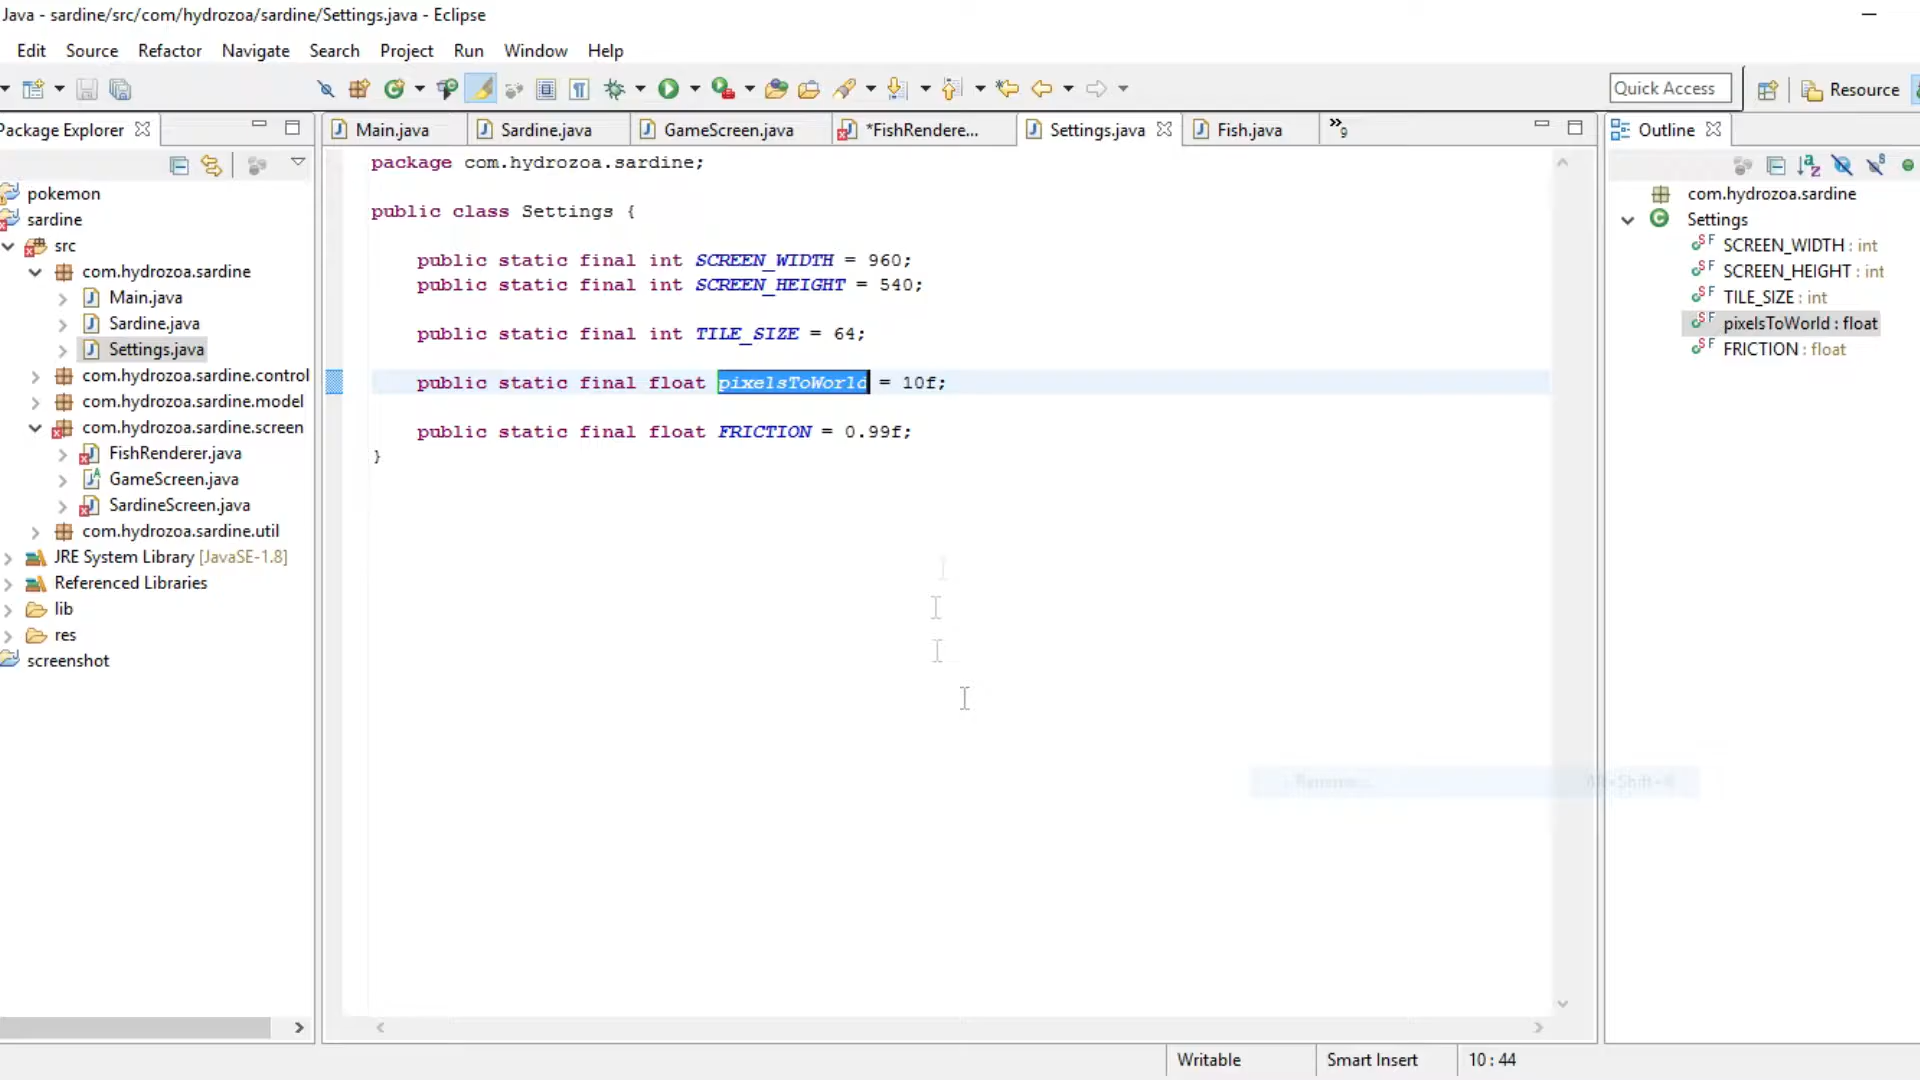 Java - sardine/src/com/hydrozoa/sardine/Settings.java - Eclipse
Edit Source Refactor Navigate Search Project Run Window Help
Quick Access
Resource
Package Explorer
Main.java
Sardine.java
GameScreen.java
*FishRendere...
Settings.java
Fish.java
»9
Outline
pokemon
sardine
src
com.hydrozoa.sardine
Main.java
Sardine.java
Settings.java
com.hydrozoa.sardine.control
com.hydrozoa.sardine.model
com.hydrozoa.sardine.screen
FishRenderer.java
GameScreen.java
SardineScreen.java
com.hydrozoa.sardine.util
JRE System Library [JavaSE-1.8]
Referenced Libraries
lib
res
screenshot
package com.hydrozoa.sardine;
public class Settings {
public static final int SCREEN_WIDTH = 960;
public static final int SCREEN_HEIGHT = 540;
public static final int TILE_SIZE = 64;
public static final float pixelsToWorld = 10f;
public static final float FRICTION = 0.99f;
}
com.hydrozoa.sardine
Settings
SCREEN_WIDTH : int
SCREEN_HEIGHT : int
TILE_SIZE : int
pixelsToWorld : float
FRICTION : float
Writable
Smart Insert
10 : 44